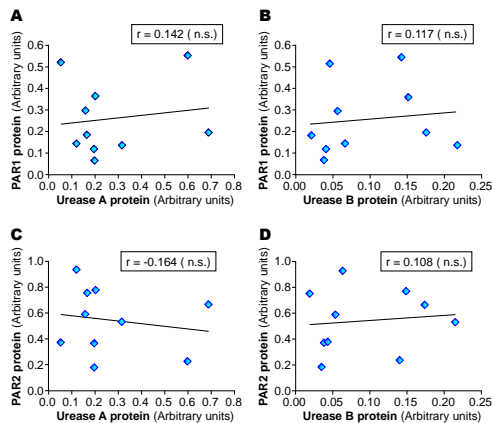 A
r = 0.142 ( n.s.)
PAR1 protein (Arbitrary units)
0.6
0.5
0.4
0.3
0.2
0.1
0.0
0.0 0.1 0.2 0.3 0.4 0.5 0.6 0.7 0.8
Urease A protein (Arbitrary units)
B
r = 0.117 ( n.s.)
PAR1 protein (Arbitrary units)
0.6
0.5
0.4
0.3
0.2
0.1
0.0
0.00 0.05 0.10 0.15 0.20 0.25
Urease B protein (Arbitrary units)
C
r = -0.164 ( n.s.)
PAR2 protein (Arbitrary units)
1.0
0.8
0.6
0.4
0.2
0.0
0.0 0.1 0.2 0.3 0.4 0.5 0.6 0.7 0.8
Urease A protein (Arbitrary units)
D
r = 0.108 ( n.s.)
PAR2 protein (Arbitrary units)
1.0
0.8
0.6
0.4
0.2
0.0
0.00 0.05 0.10 0.15 0.20 0.25
Urease B protein (Arbitrary units)